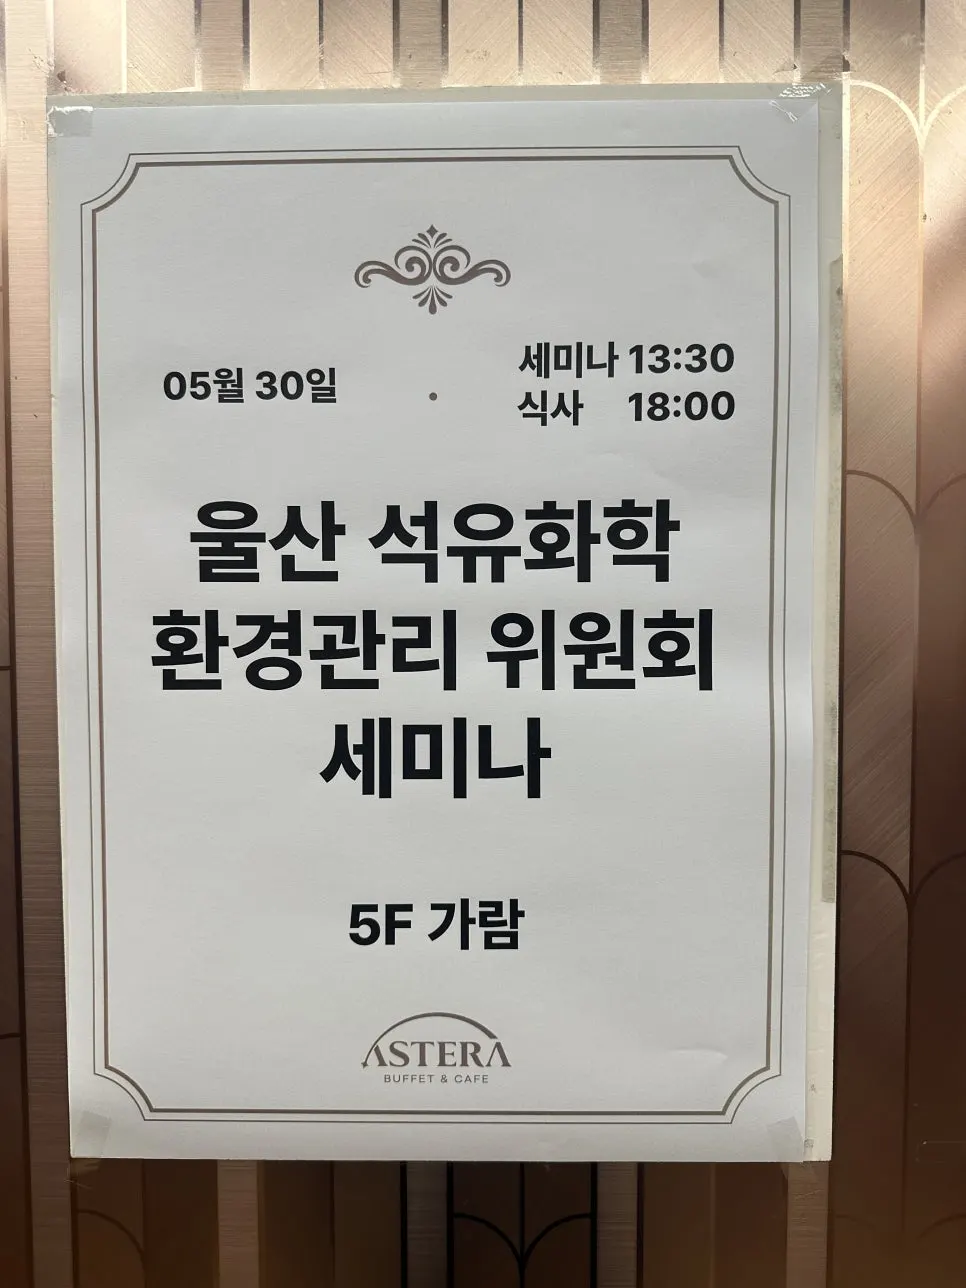 05월 30일
•
세미나 13:30
식사 18:00
울산 석유화학
환경관리 위원회
세미나
5F 가람
ASTERA
BUFFET & CAFE